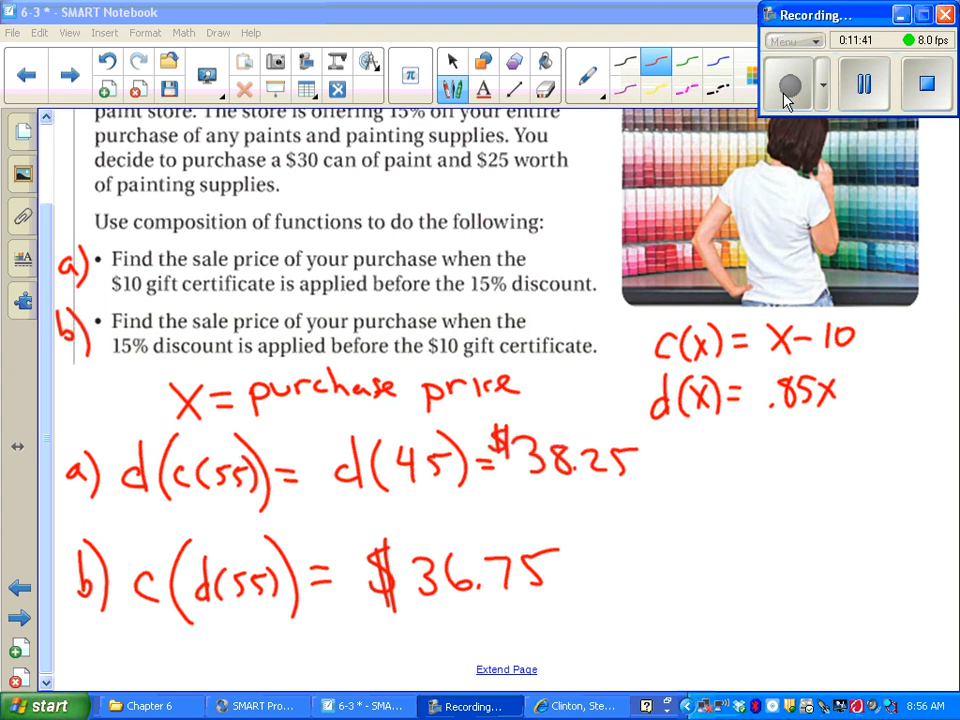 6-3 * - SMART Notebook
File Edit View Insert Format Math Draw Help
Recording...
Menu
0:11:41
8.0 fps
π
A
paint store. The store is offering 15% off your entire
purchase of any paints and painting supplies. You
decide to purchase a $30 can of paint and $25 worth
of painting supplies.
Use composition of functions to do the following:
a) • Find the sale price of your purchase when the
$10 gift certificate is applied before the 15% discount.
b) • Find the sale price of your purchase when the
15% discount is applied before the $10 gift certificate.
c(x) = x - 10
d(x) = .85x
x = purchase price
a) d(c(55)) = d(45) = $38.25
b) c(d(55)) = $36.75
Extend Page
start
Chapter 6
SMART Pro...
6-3 * - SMA...
Recording...
Clinton, Ste...
8:56 AM